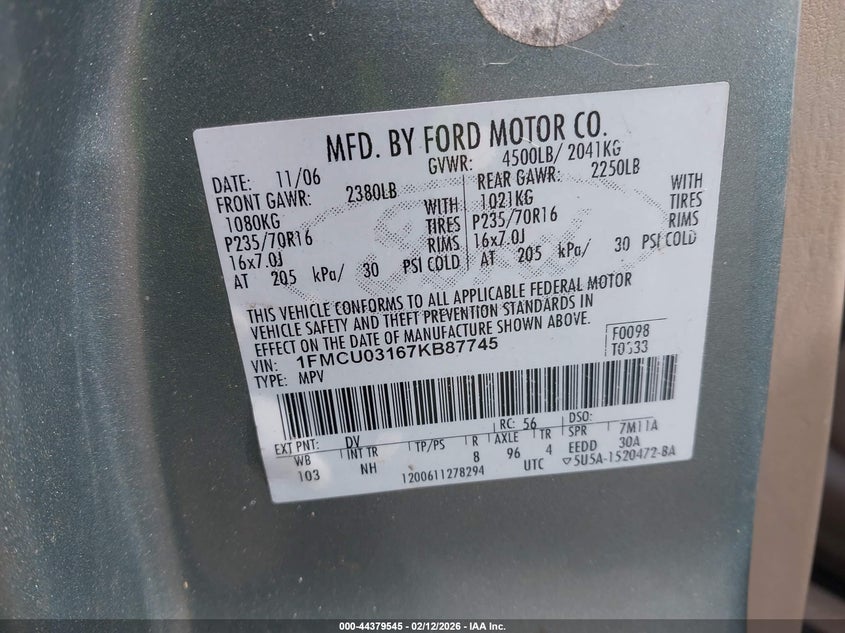 MFD. BY FORD MOTOR CO.
DATE: 11/06 GVWR: 4500LB/ 2041KG
FRONT GAWR: 2380LB REAR GAWR: 2250LB
1080KG WITH 1021KG WITH
P235/70R16 TIRES P235/70R16 TIRES
16x7.0J RIMS 16x7.0J RIMS
AT 205 kPa/ 30 PSI COLD AT 205 kPa/ 30 PSI COLD
THIS VEHICLE CONFORMS TO ALL APPLICABLE FEDERAL MOTOR
VEHICLE SAFETY AND THEFT PREVENTION STANDARDS IN
EFFECT ON THE DATE OF MANUFACTURE SHOWN ABOVE.
VIN: 1FMCU03167KB87745 F0098
TYPE: MPV T0533
EXT PNT: DV RC: 56 DSO:
WB INT TR TP/PS R AXLE TR SPR 7M11A
103 NH 8 96 4 EEDD 30A
1200611278294 UTC ▽5U5A-1520472-BA
000-44379545 - 02/12/2026 - IAA Inc.